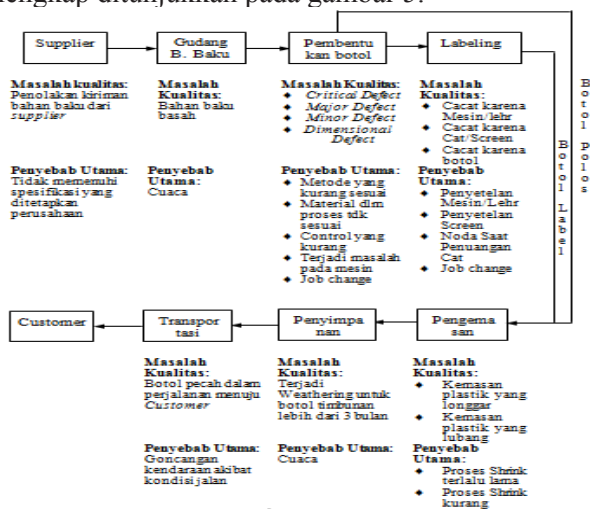 Supplier
Gudang
B. Baku
Pembentu
kan botol
Labeling
Masalah kualitas:
Penolakan kiriman
bahan baku dari
supplier
Masalah
Kualitas:
Bahan baku
basah
Masalah Kualitas:
Critical Defect
Major Defect
Minor Defect
Dimensional
Defect
Masalah
Kualitas:
Cacat karena
Mesin/lehr
Cacat karena
Cat/Screen
Cacat karena
botol
Penyebab Utama:
Tidak memenuhi
spesifikasi yang
ditetapkan
perusahaan
Penyebab
Utama:
Cuaca
Penyebab Utama:
Metode yang
kurang sesuai
Material dlm
proses tdk
sesuai
Control yang
kurang
Terjadi masalah
pada mesin
Job change
Penyebab
Utama:
Penyetelan
Mesin/Lehr
Penyetelan
Screen
Noda Saat
Penuangan
Cat
Job change
Botol Label
Botol Polos
Customer
Transpor
tasi
Penyimpa
nan
Pengema
san
Masalah
Kualitas:
Botol pecah dalam
perjalanan menuju
Customer
Masalah
Kualitas:
Terjadi
Weathering untuk
botol timbunan
lebih dari 3 bulan
Masalah
Kualitas:
Kemasan
plastik yang
longgar
Kemasan
plastik yang
lubang
Penyebab Utama:
Goncangan
kendaraan akibat
kondisi jalan
Penyebab Utama:
Cuaca
Penyebab
Utama:
Proses Shrink
terlalu lama
Proses Shrink
kurang